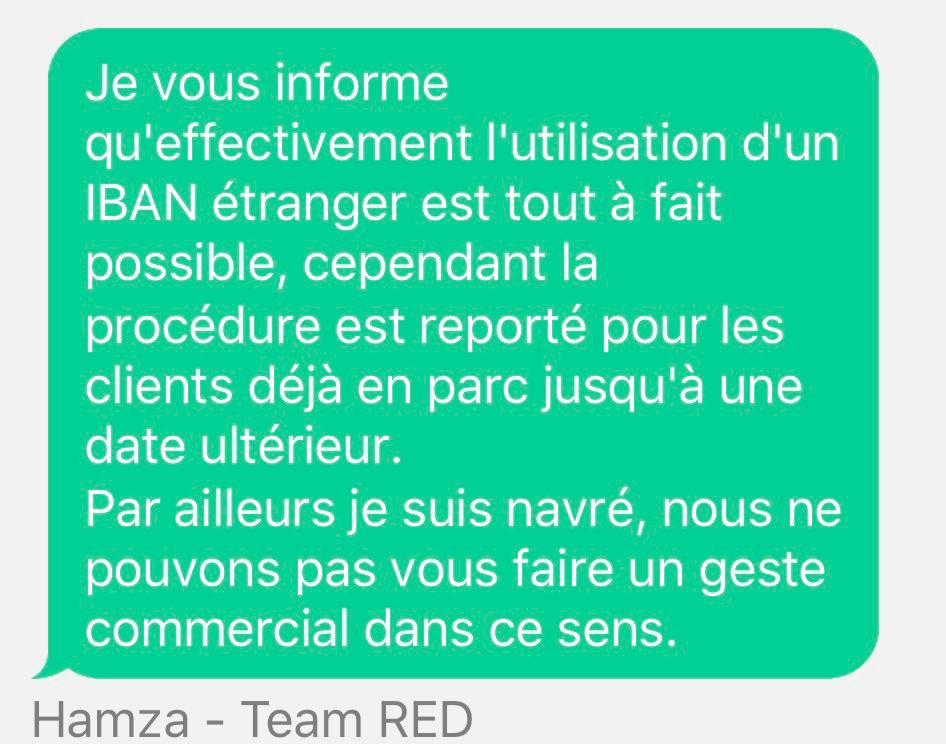 Je vous informe
qu'effectivement l'utilisation d'un
IBAN étranger est tout à fait
possible, cependant la
procédure est reporté pour les
clients déjà en parc jusqu'à une
date ultérieur.
Par ailleurs je suis navré, nous ne
pouvons pas vous faire un geste
commercial dans ce sens.
Hamza - Team RED